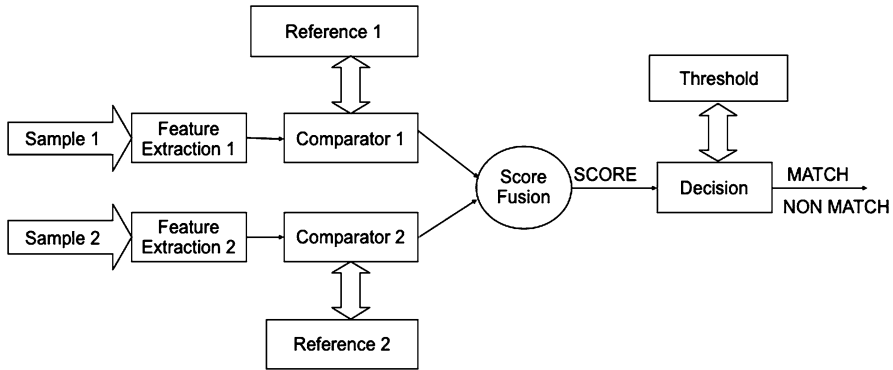 Reference 1
Threshold
Sample 1
Feature
Extraction 1
Comparator 1
Score
Fusion
SCORE
Decision
MATCH
NON MATCH
Sample 2
Feature
Extraction 2
Comparator 2
Reference 2